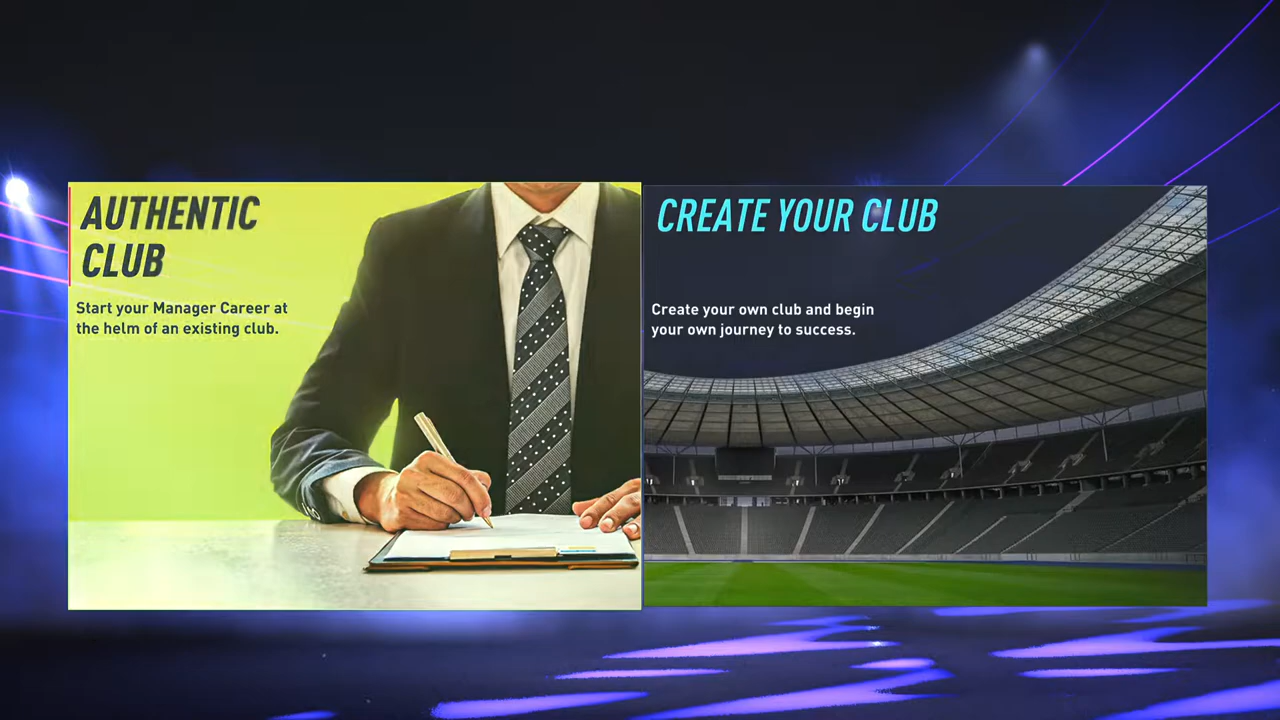 AUTHENTIC
CLUB
Start your Manager Career at
the helm of an existing club.
CREATE YOUR CLUB
Create your own club and begin
your own journey to success.